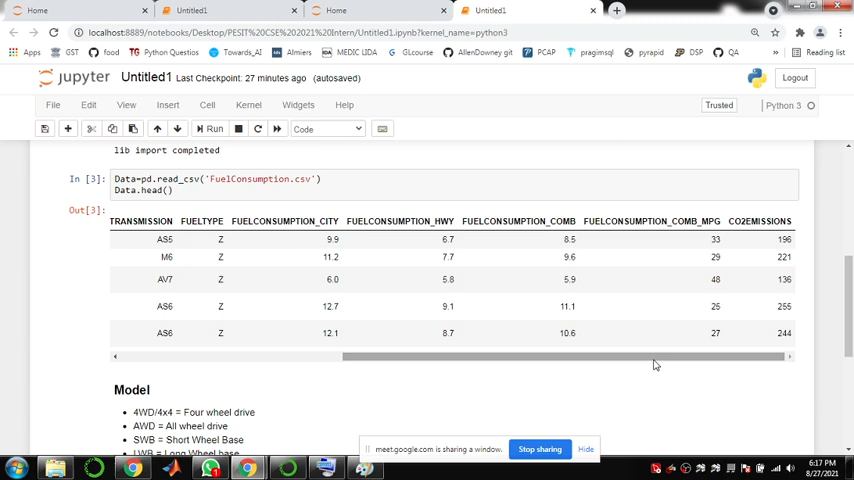 Home
Untitled1
Home
Untitled1
localhost:8889/notebooks/Desktop/PESIT%20CSE%202021%20Intern/Untitled1.ipynb?kernel_name=python3
Apps GST food Python Questions Towards_AI Almiers MEDIC LIDA GLcourse AllenDowney git PCAP pragimsql pyrapid DSP QA » Reading list
jupyter Untitled1 Last Checkpoint: 27 minutes ago (autosaved) Logout
File Edit View Insert Cell Kernel Widgets Help Trusted Python 3
Run Code
lib import completed
In [3]: Data=pd.read_csv('FuelConsumption.csv')
Data.head()
Out[3]:
TRANSMISSION FUELTYPE FUELCONSUMPTION_CITY FUELCONSUMPTION_HWY FUELCONSUMPTION_COMB FUELCONSUMPTION_COMB_MPG CO2EMISSIONS
AS5 Z 9.9 6.7 8.5 33 196
M6 Z 11.2 7.7 9.6 29 221
AV7 Z 6.0 5.8 5.9 48 136
AS6 Z 12.7 9.1 11.1 25 255
AS6 Z 12.1 8.7 10.6 27 244
Model
• 4WD/4x4 = Four wheel drive
• AWD = All wheel drive
• SWB = Short Wheel Base
• LWB = Long Wheel base
meet.google.com is sharing a window. Stop sharing Hide
6:17 PM
8/27/2021